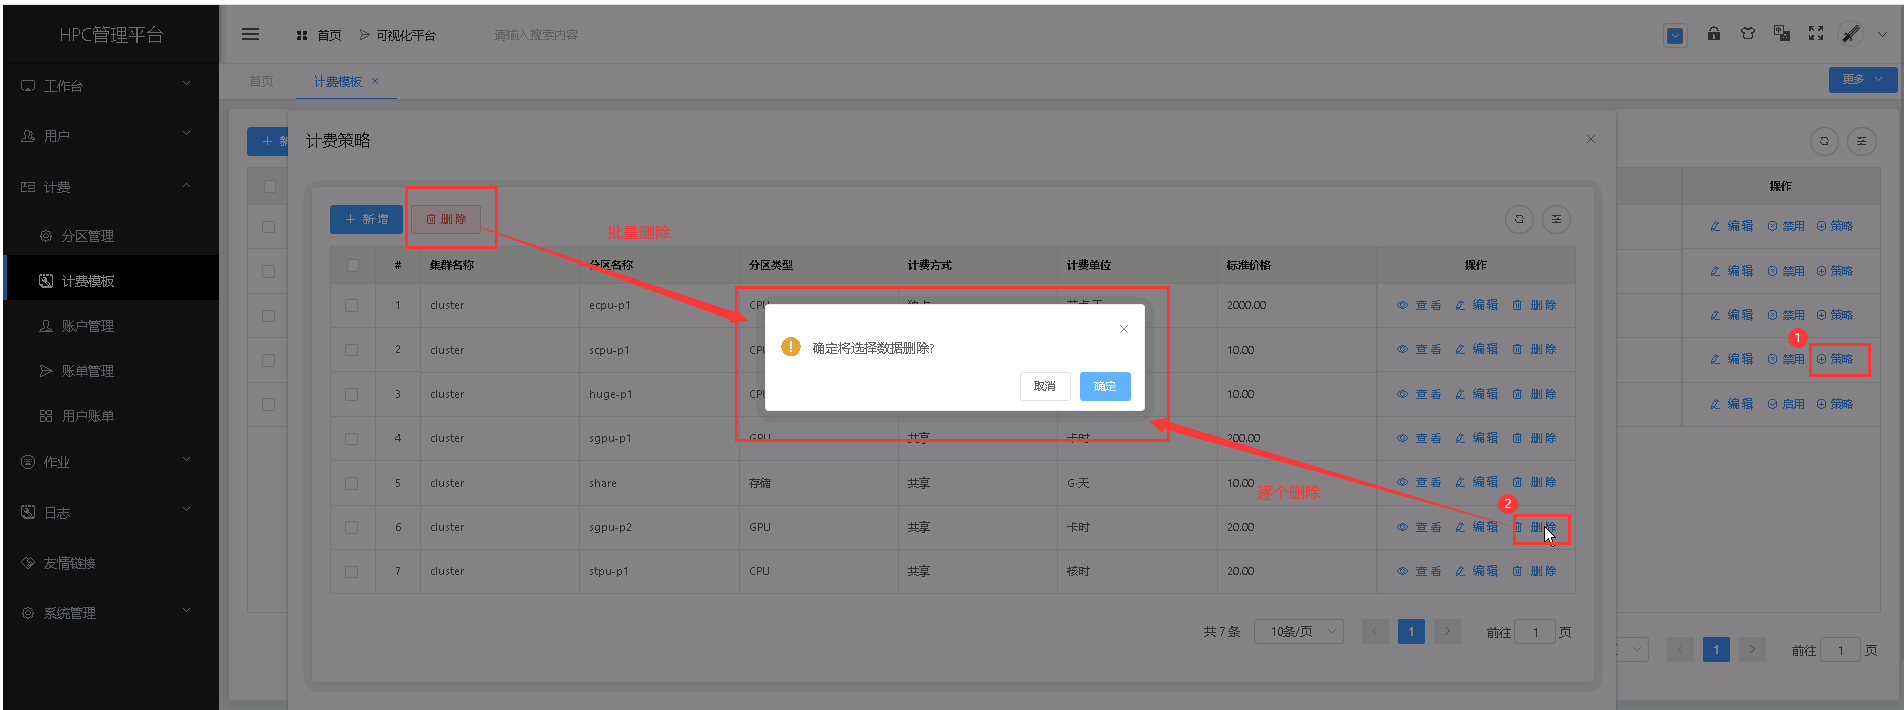 HPC管理平台
首页 可视化平台 请输入搜索内容
工作台
首页 计费模板 × 更多
用户
计费
分区管理
计费模板
账户管理
账单管理
用户账单
作业
日志
友情链接
系统管理
计费策略
新增 删除
批量删除
# 集群名称 分区名称 分区类型 计费方式 计费单位 标准价格 操作
1 cluster ecpu-p1 2000.00 查看 编辑 删除
2 cluster scpu-p1 10.00 查看 编辑 删除
3 cluster huge-p1 10.00 查看 编辑 删除
4 cluster sgpu-p1 GPU 共享 卡时 200.00 查看 编辑 删除
5 cluster share 存储 共享 G·天 10.00 查看 编辑 删除
6 cluster sgpu-p2 GPU 共享 卡时 20.00 查看 编辑 删除
7 cluster stpu-p1 CPU 共享 核时 20.00 查看 编辑 删除
确定将选择数据删除?
取消 确定
逐个删除
2
共 7 条 10条/页 1 前往 1 页
操作
编辑 禁用 策略
编辑 禁用 策略
编辑 禁用 策略
1
编辑 禁用 策略
编辑 启用 策略
1 前往 1 页